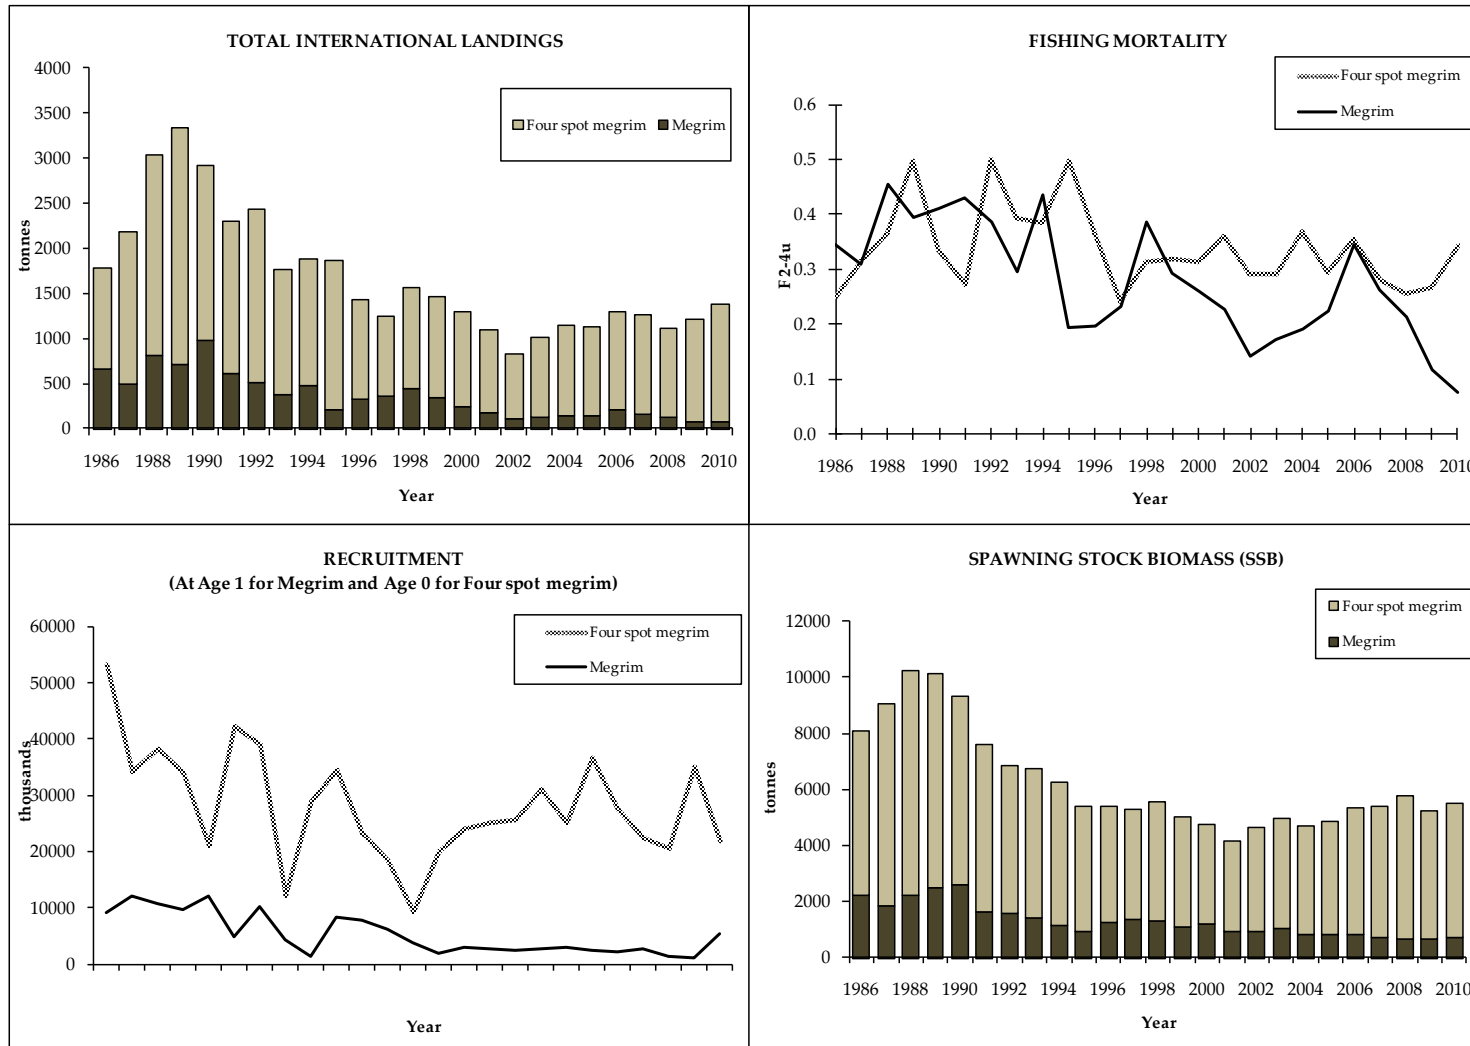 TOTAL INTERNATIONAL LANDINGS
4000
3500
3000
2500
2000
1500
1000
500
0
tonnes
Four spot megrim Megrim
1986 1988 1990 1992 1994 1996 1998 2000 2002 2004 2006 2008 2010
Year
FISHING MORTALITY
Four spot megrim
Megrim
0.6
0.5
0.4
0.3
0.2
0.1
0.0
F2-4u
1986 1988 1990 1992 1994 1996 1998 2000 2002 2004 2006 2008 2010
Year
RECRUITMENT
(At Age 1 for Megrim and Age 0 for Four spot megrim)
Four spot megrim
Megrim
60000
50000
40000
30000
20000
10000
0
thousands
Year
SPAWNING STOCK BIOMASS (SSB)
Four spot megrim
Megrim
12000
10000
8000
6000
4000
2000
0
tonnes
1986 1988 1990 1992 1994 1996 1998 2000 2002 2004 2006 2008 2010
Year